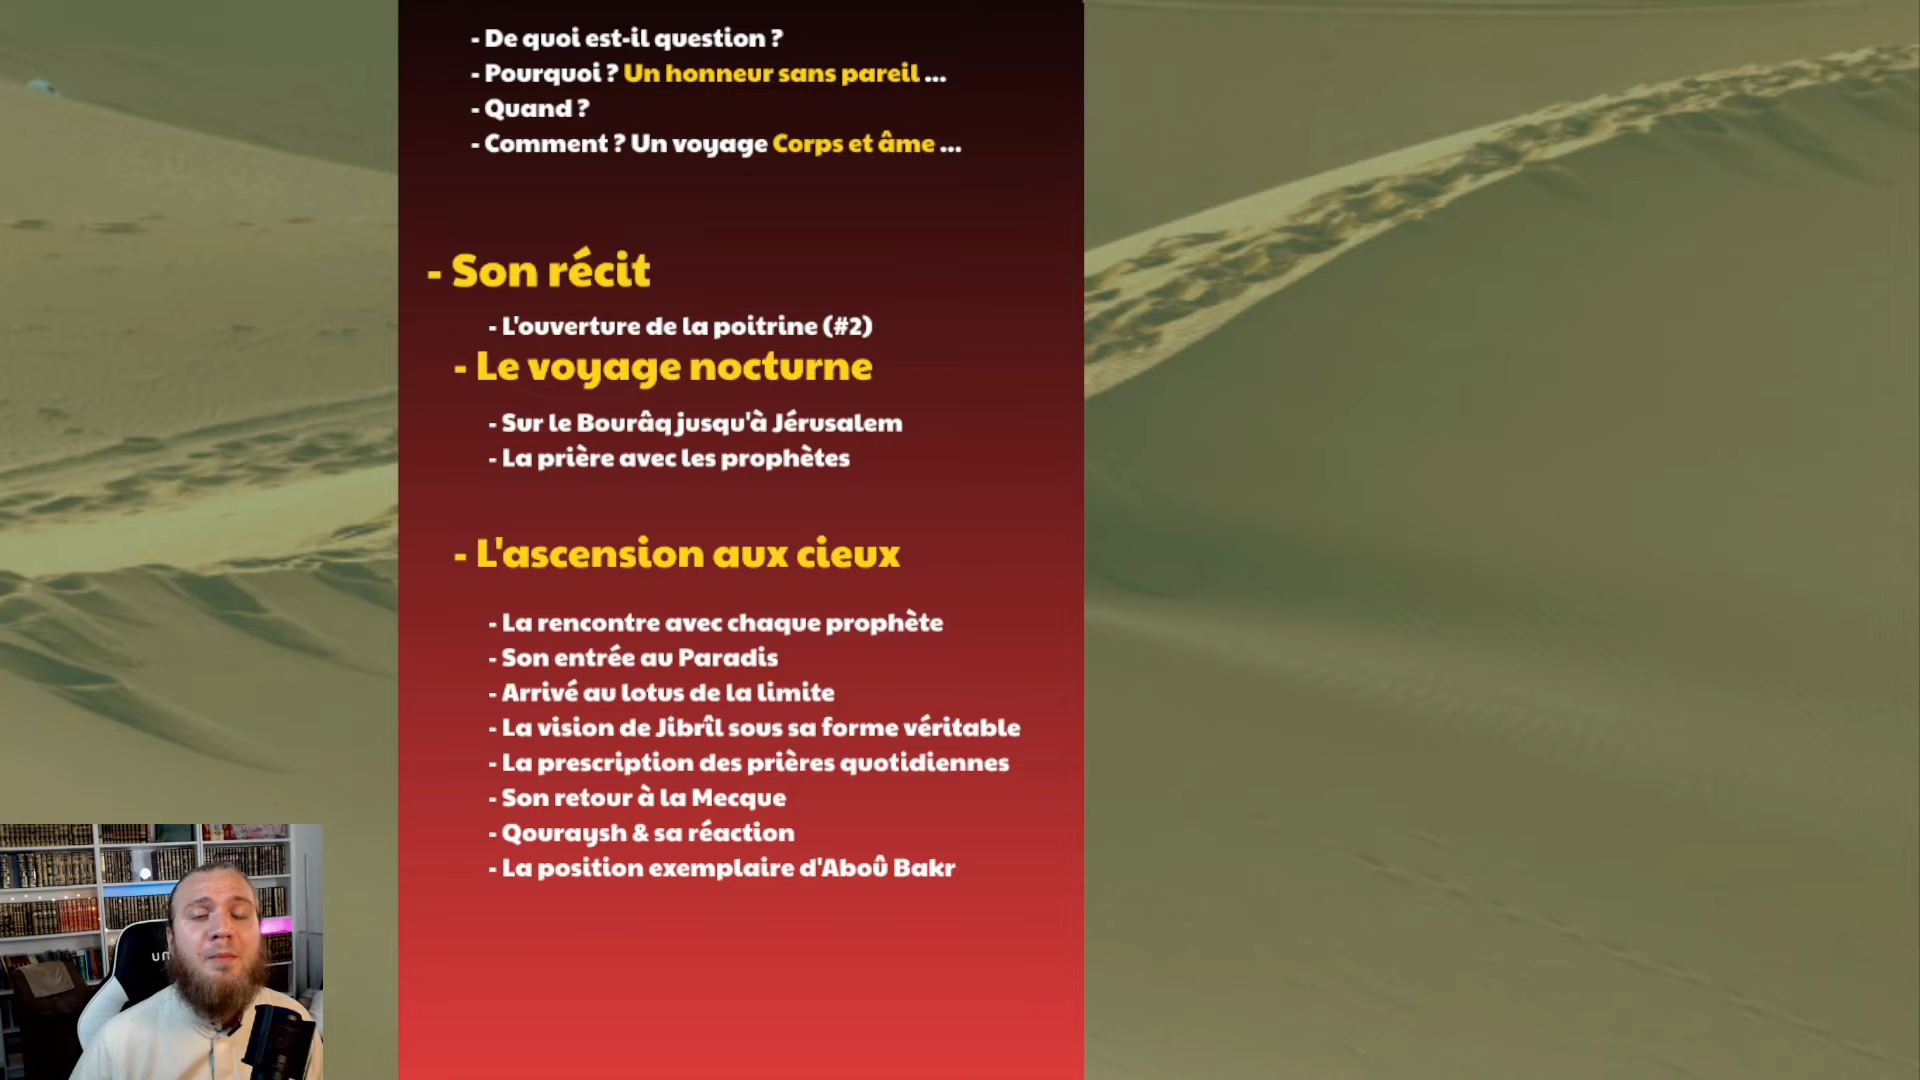 - De quoi est-il question ?
- Pourquoi ? Un honneur sans pareil ...
- Quand ?
- Comment ? Un voyage Corps et âme ...
- Son récit
- L'ouverture de la poitrine (#2)
- Le voyage nocturne
- Sur le Bourâq jusqu'à Jérusalem
- La prière avec les prophètes
- L'ascension aux cieux
- La rencontre avec chaque prophète
- Son entrée au Paradis
- Arrivé au lotus de la limite
- La vision de Jibrîl sous sa forme véritable
- La prescription des prières quotidiennes
- Son retour à la Mecque
- Qouraysh & sa réaction
- La position exemplaire d'Aboû Bakr